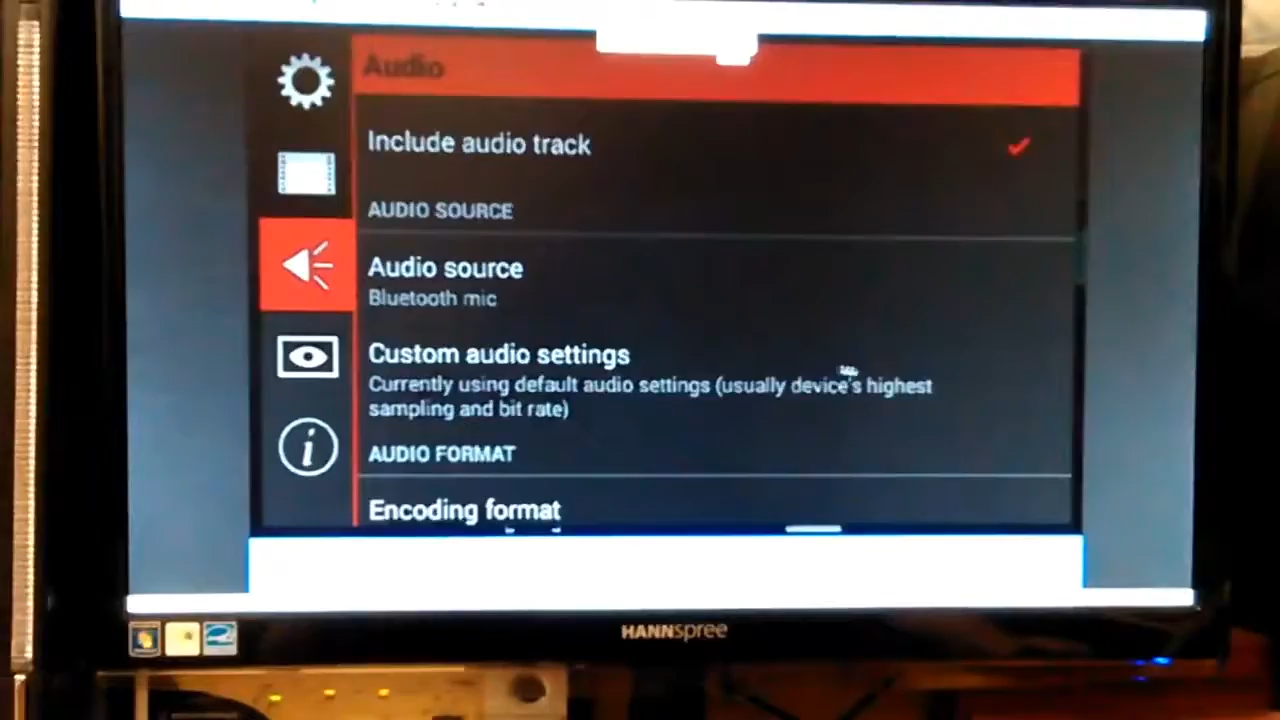 Audio
Include audio track
AUDIO SOURCE
Audio source
Bluetooth mic
Custom audio settings
Currently using default audio settings (usually device's highest
sampling and bit rate)
AUDIO FORMAT
Encoding format
HANNspree